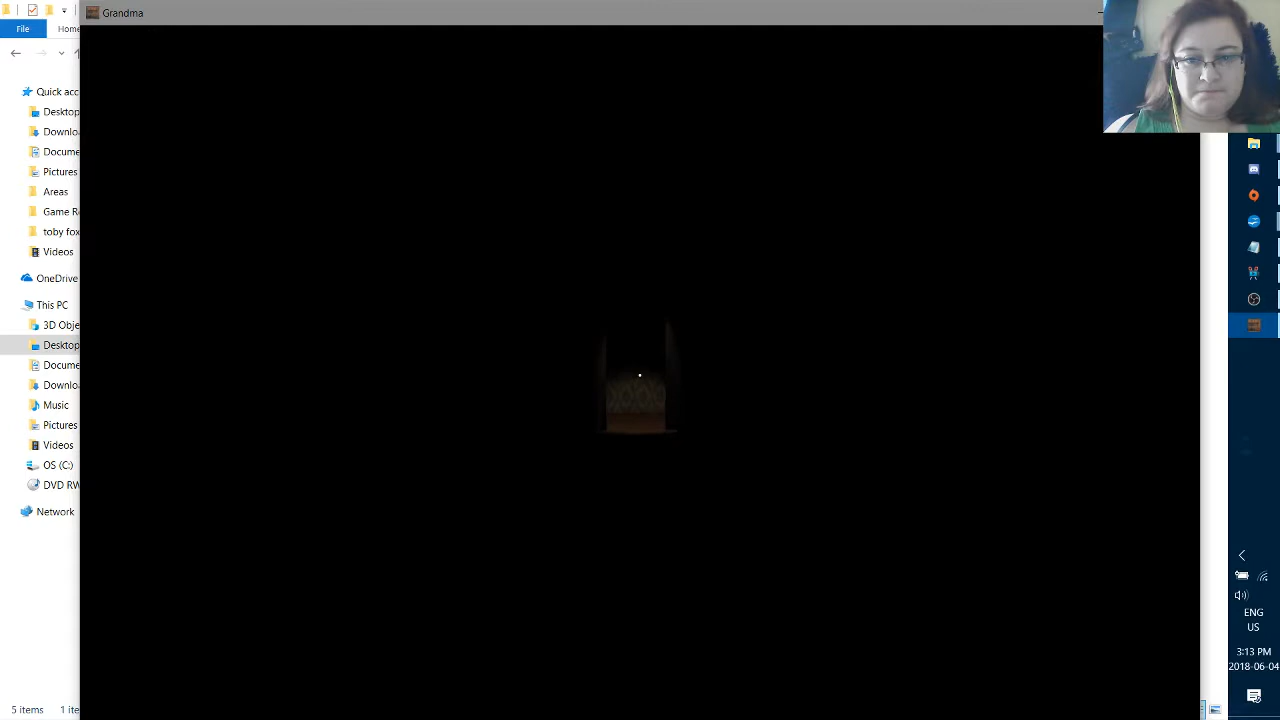 Grandma
File
Home
Quick acc
Desktop
Downlo
Docume
Pictures
Areas
Game Re
toby fox
Videos
OneDrive
This PC
3D Obje
Desktop
Docume
Downlo
Music
Pictures
Videos
OS (C:)
DVD RW
Network
5 items
1 ite
ENG
US
3:13 PM
2018-06-04